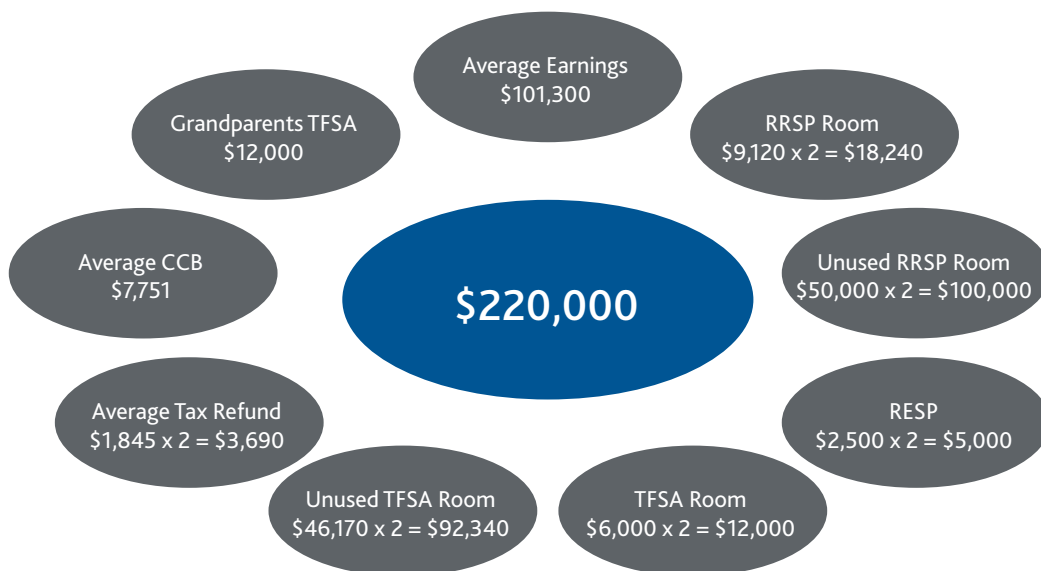 Average Earnings
$101,300
RRSP Room
$9,120 x 2 = $18,240
Unused RRSP Room
$50,000 x 2 = $100,000
RESP
$2,500 x 2 = $5,000
TFSA Room
$6,000 x 2 = $12,000
Unused TFSA Room
$46,170 x 2 = $92,340
Average Tax Refund
$1,845 x 2 = $3,690
Average CCB
$7,751
Grandparents TFSA
$12,000
$220,000